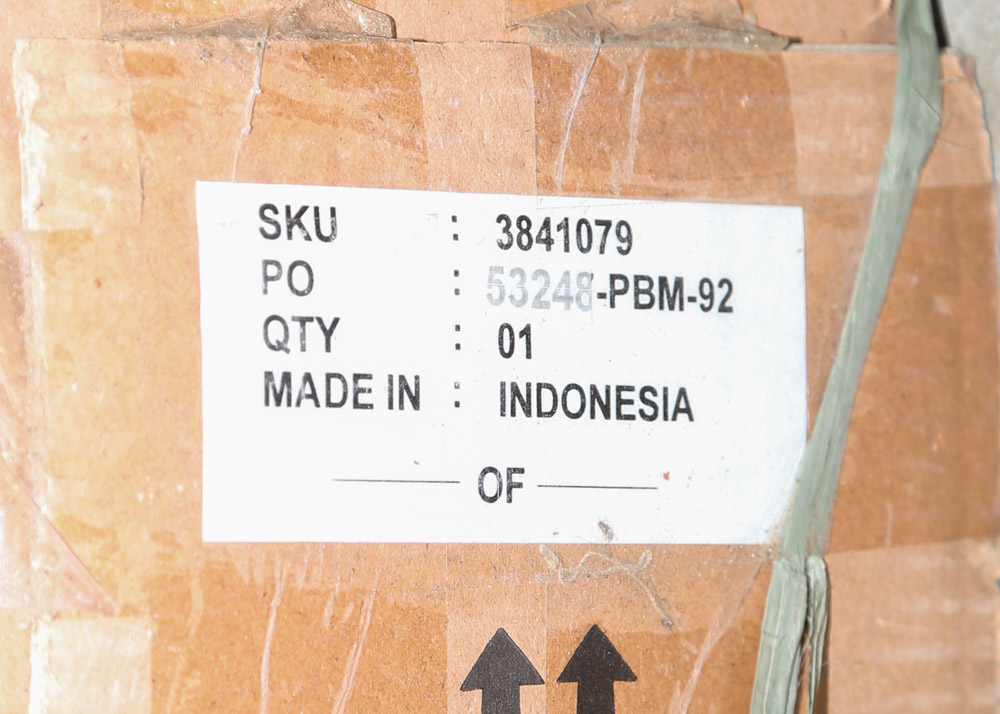 SKU : 3841079
PO : 53248-PBM-92
QTY : 01
MADE IN : INDONESIA
OF